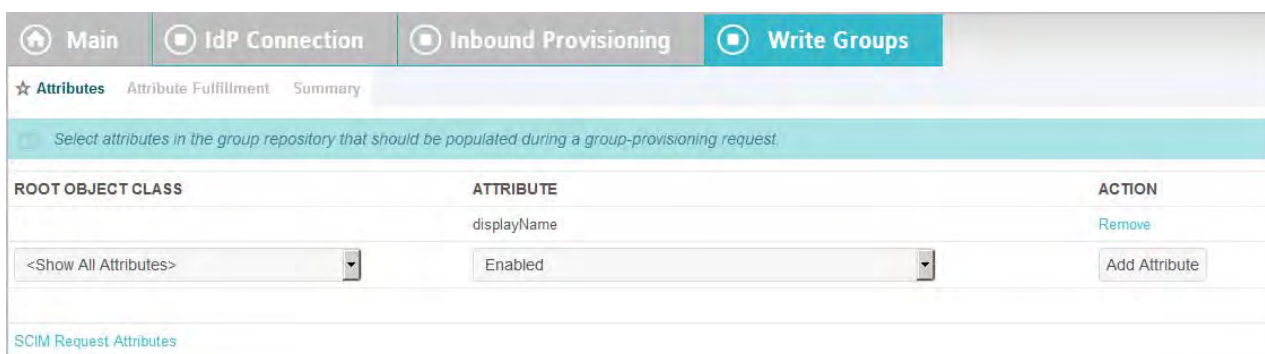 Main IdP Connection Inbound Provisioning Write Groups
Attributes Attribute Fulfillment Summary
Select attributes in the group repository that should be populated during a group-provisioning request.
ROOT OBJECT CLASS ATTRIBUTE ACTION
displayName Remove
<Show All Attributes> Enabled Add Attribute
SCIM Request Attributes